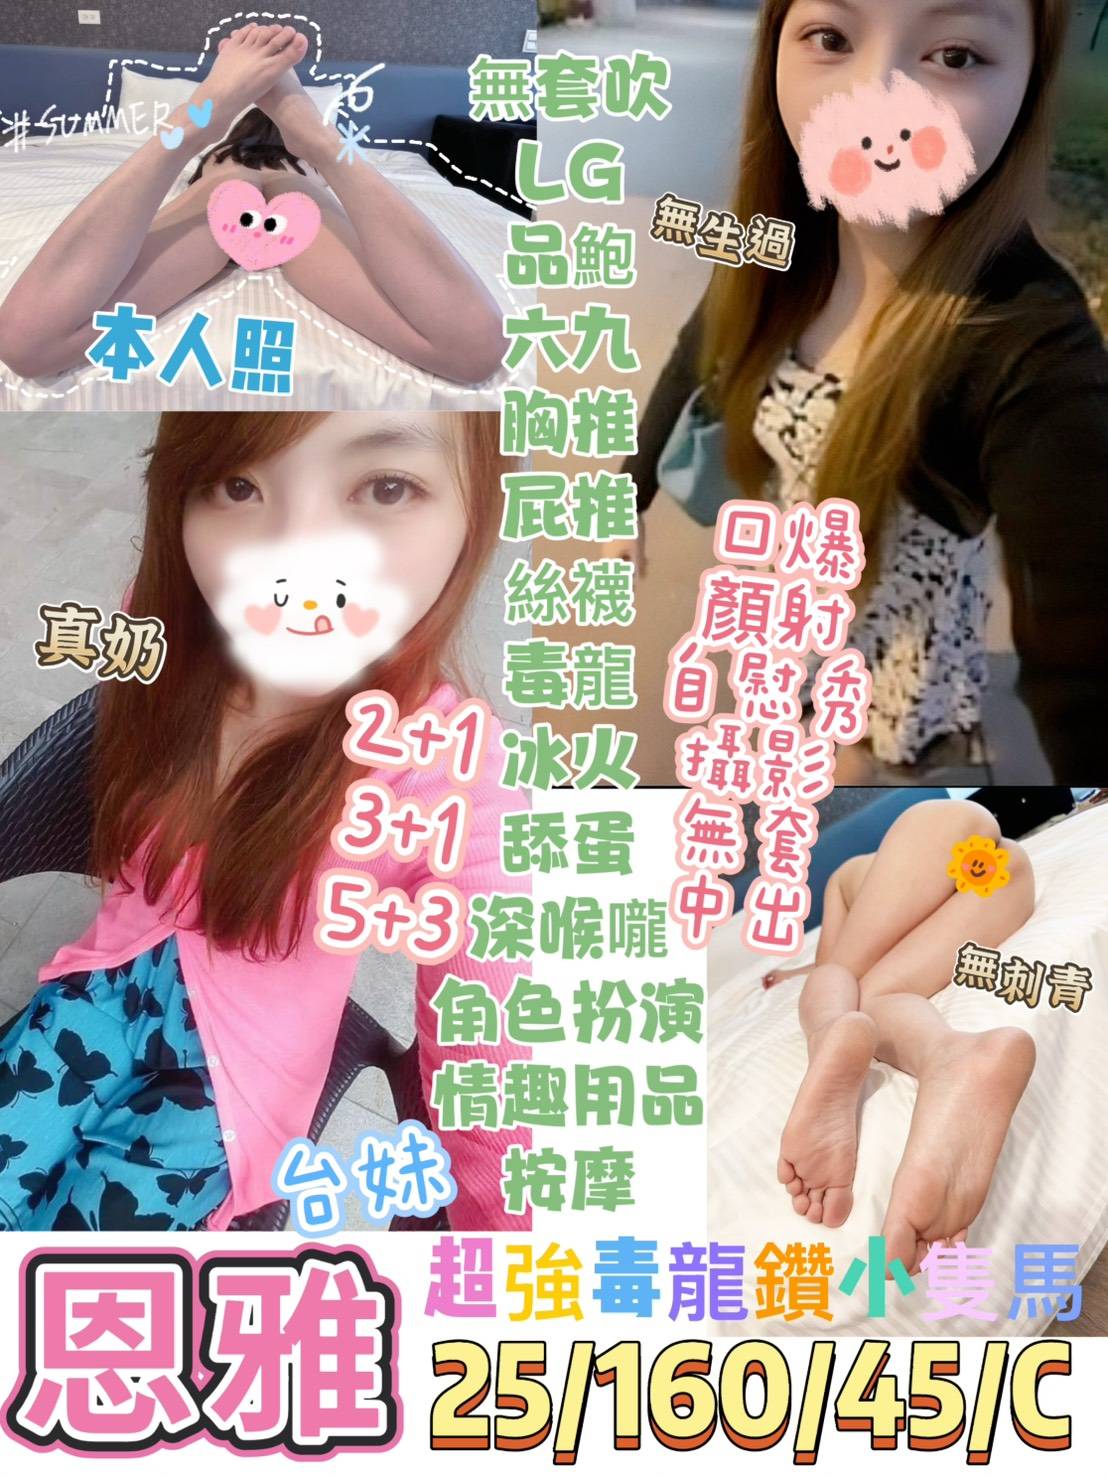 #SUMMER
本人照
無套吹
LG
品鮑
六九
胸推
屁推
絲襪
毒龍
冰火
舔蛋
深喉嚨
角色扮演
情趣用品
按摩
無生過
真奶
2+1
3+1
5+3
口爆
顏射
自慰秀
攝影
無套
中出
無刺青
台妹
恩雅
超強毒龍鑽小隻馬
25/160/45/C